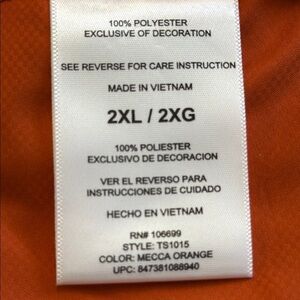 100% POLYESTER
EXCLUSIVE OF DECORATION
SEE REVERSE FOR CARE INSTRUCTION
MADE IN VIETNAM
2XL / 2XG
100% POLIESTER
EXCLUSIVO DE DECORACION
VER EL REVERSO PARA
INSTRUCCIONES DE CUIDADO
HECHO EN VIETNAM
RN# 106699
STYLE: TS1015
COLOR: MECCA ORANGE
UPC: 847381088940